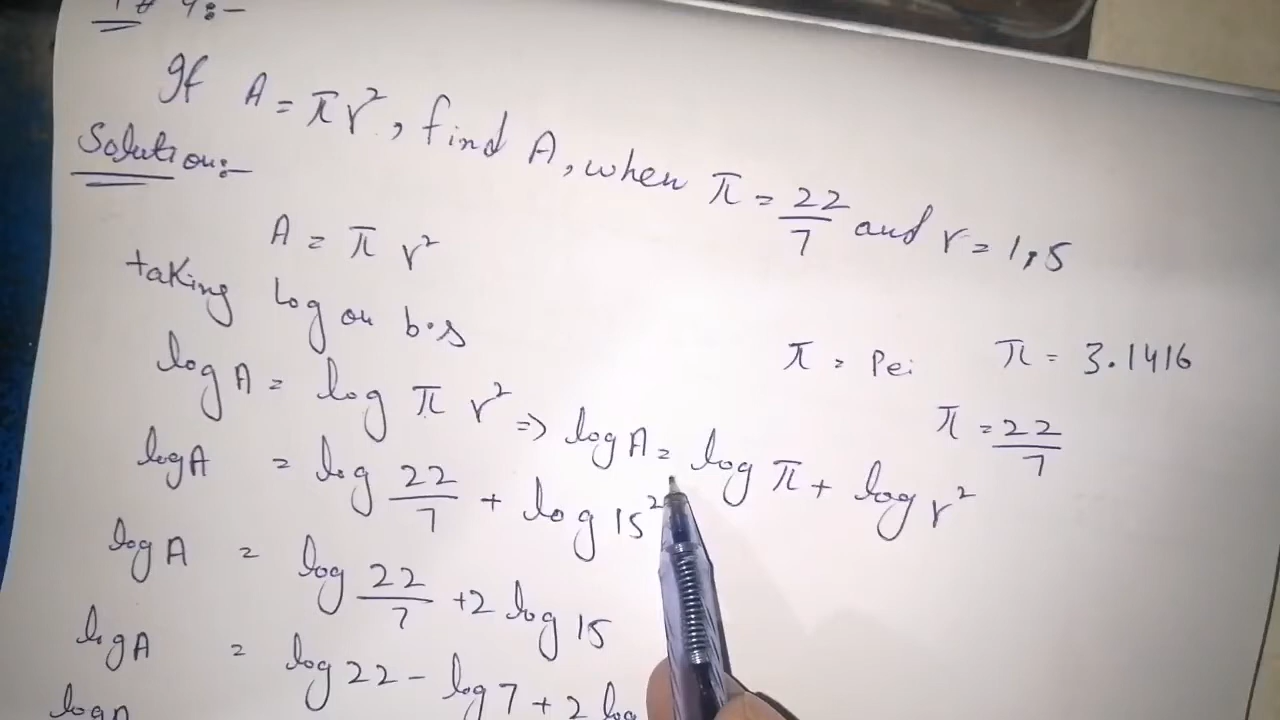 If A = πr², find A, when π = 22/7 and r = 1,5
Solution:-
A = π r²
taking log on b.s
π = Pei π = 3.1416
π = 22/7
log A = log π r² ⇒ log A = log π + log r²
log A = log 22/7 + log 15²
log A = log 22/7 + 2 log 15
log A = log 22 - log 7 + 2 log
log A